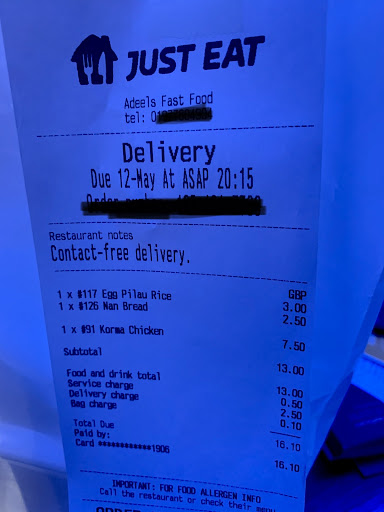 JUST EAT
Adeels Fast Food
tel:
Delivery
Due 12-May At ASAP 20:15
Restaurant notes
Contact-free delivery.
GBP
1 x #117 Egg Pilau Rice 3.00
1 x #126 Nan Bread 2.50
1 x #91 Korma Chicken 7.50
Subtotal 13.00
Food and drink total 13.00
Service charge 0.50
Delivery charge 2.50
Bag charge 0.10
Total Due 16.10
Paid by:
Card ************1906 16.10
IMPORTANT: FOR FOOD ALLERGEN INFO
Call the restaurant or check their menu